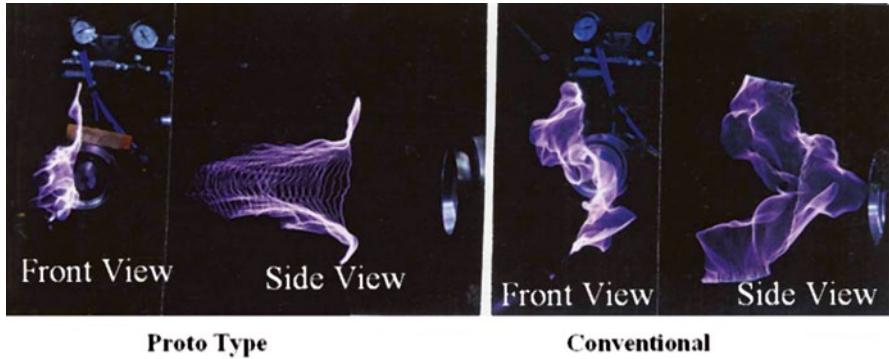 Front View
Side View
Front View
Side View
Proto Type
Conventional